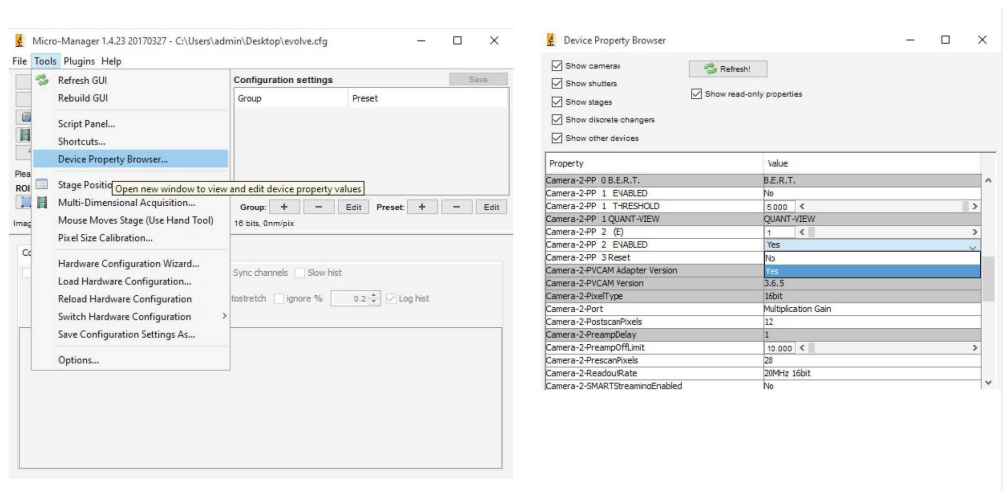 Micro-Manager 1.4.23 20170327 - C:\Users\admin\Desktop\evolve.cfg
File Tools Plugins Help
Refresh GUI
Rebuild GUI
Script Panel...
Shortcuts...
Device Property Browser...
Open new window to view and edit device property values
Multi-Dimensional Acquisition...
Mouse Moves Stage (Use Hand Tool)
Pixel Size Calibration...
Hardware Configuration Wizard...
Load Hardware Configuration...
Reload Hardware Configuration
Switch Hardware Configuration >
Save Configuration Settings As...
Options...
Configuration settings Save
Group Preset
Group: + − Edit Preset: + − Edit
16 bits, 0nm/pix
Sync channels Slow hist
ignore % 0.2 Log hist
ROI
Device Property Browser
Show cameras
Show shutters
Show stages
Show discrete changers
Show other devices
Refresh!
Show read-only properties
Property Value
Camera-2-PP 0 B.E.R.T. B.E.R.T.
Camera-2-PP 1 ENABLED No
Camera-2-PP 1 THRESHOLD 5.000 < >
Camera-2-PP 1 QUANT-VIEW QUANT-VIEW
Camera-2-PP 2 (E) 1 < >
Camera-2-PP 2 ENABLED Yes
Camera-2-PP 3 Reset No
Camera-2-PVCAM Adapter Version Yes
Camera-2-PVCAM Version 3.6.5
Camera-2-PixelType 16bit
Camera-2-Port Multiplication Gain
Camera-2-PostscanPixels 12
Camera-2-PreampDelay 1
Camera-2-PreampOffLimit 10.000 < >
Camera-2-PrescanPixels 28
Camera-2-ReadoutRate 20MHz 16bit
Camera-2-SMARTStreamingEnabled No